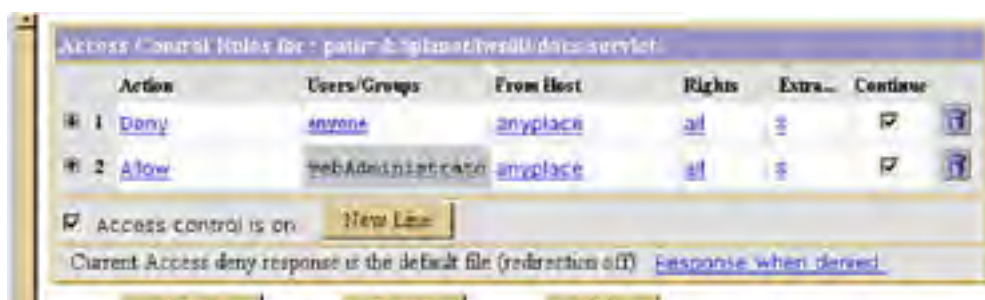 Access Control Rules for : path=
Action Users/Groups From Host Rights Extra... Continue
1 Deny anyone anyplace all x
2 Allow webAdministrato anyplace all x
Access control is on New Line
Current Access deny response is the default file (redirection off) Response when denied